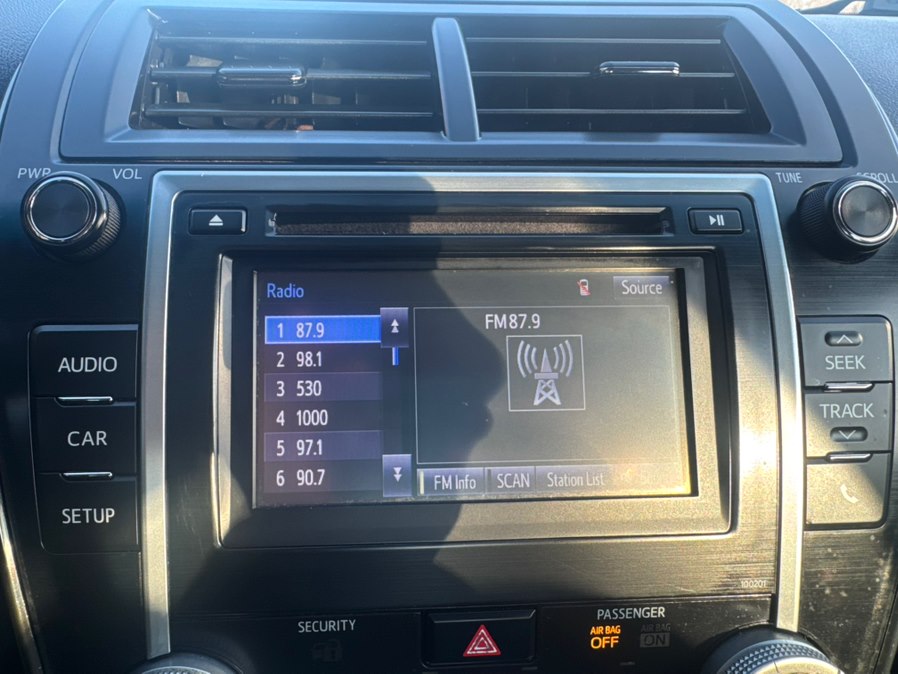 PWR VOL
TUNE SCROLL
Radio
Source
AUDIO
CAR
SETUP
1 87.9
2 98.1
3 530
4 1000
5 97.1
6 90.7
FM87.9
FM Info
SCAN
Station List
SEEK
TRACK
100201
SECURITY
PASSENGER
AIR BAG
OFF
AIR BAG
ON